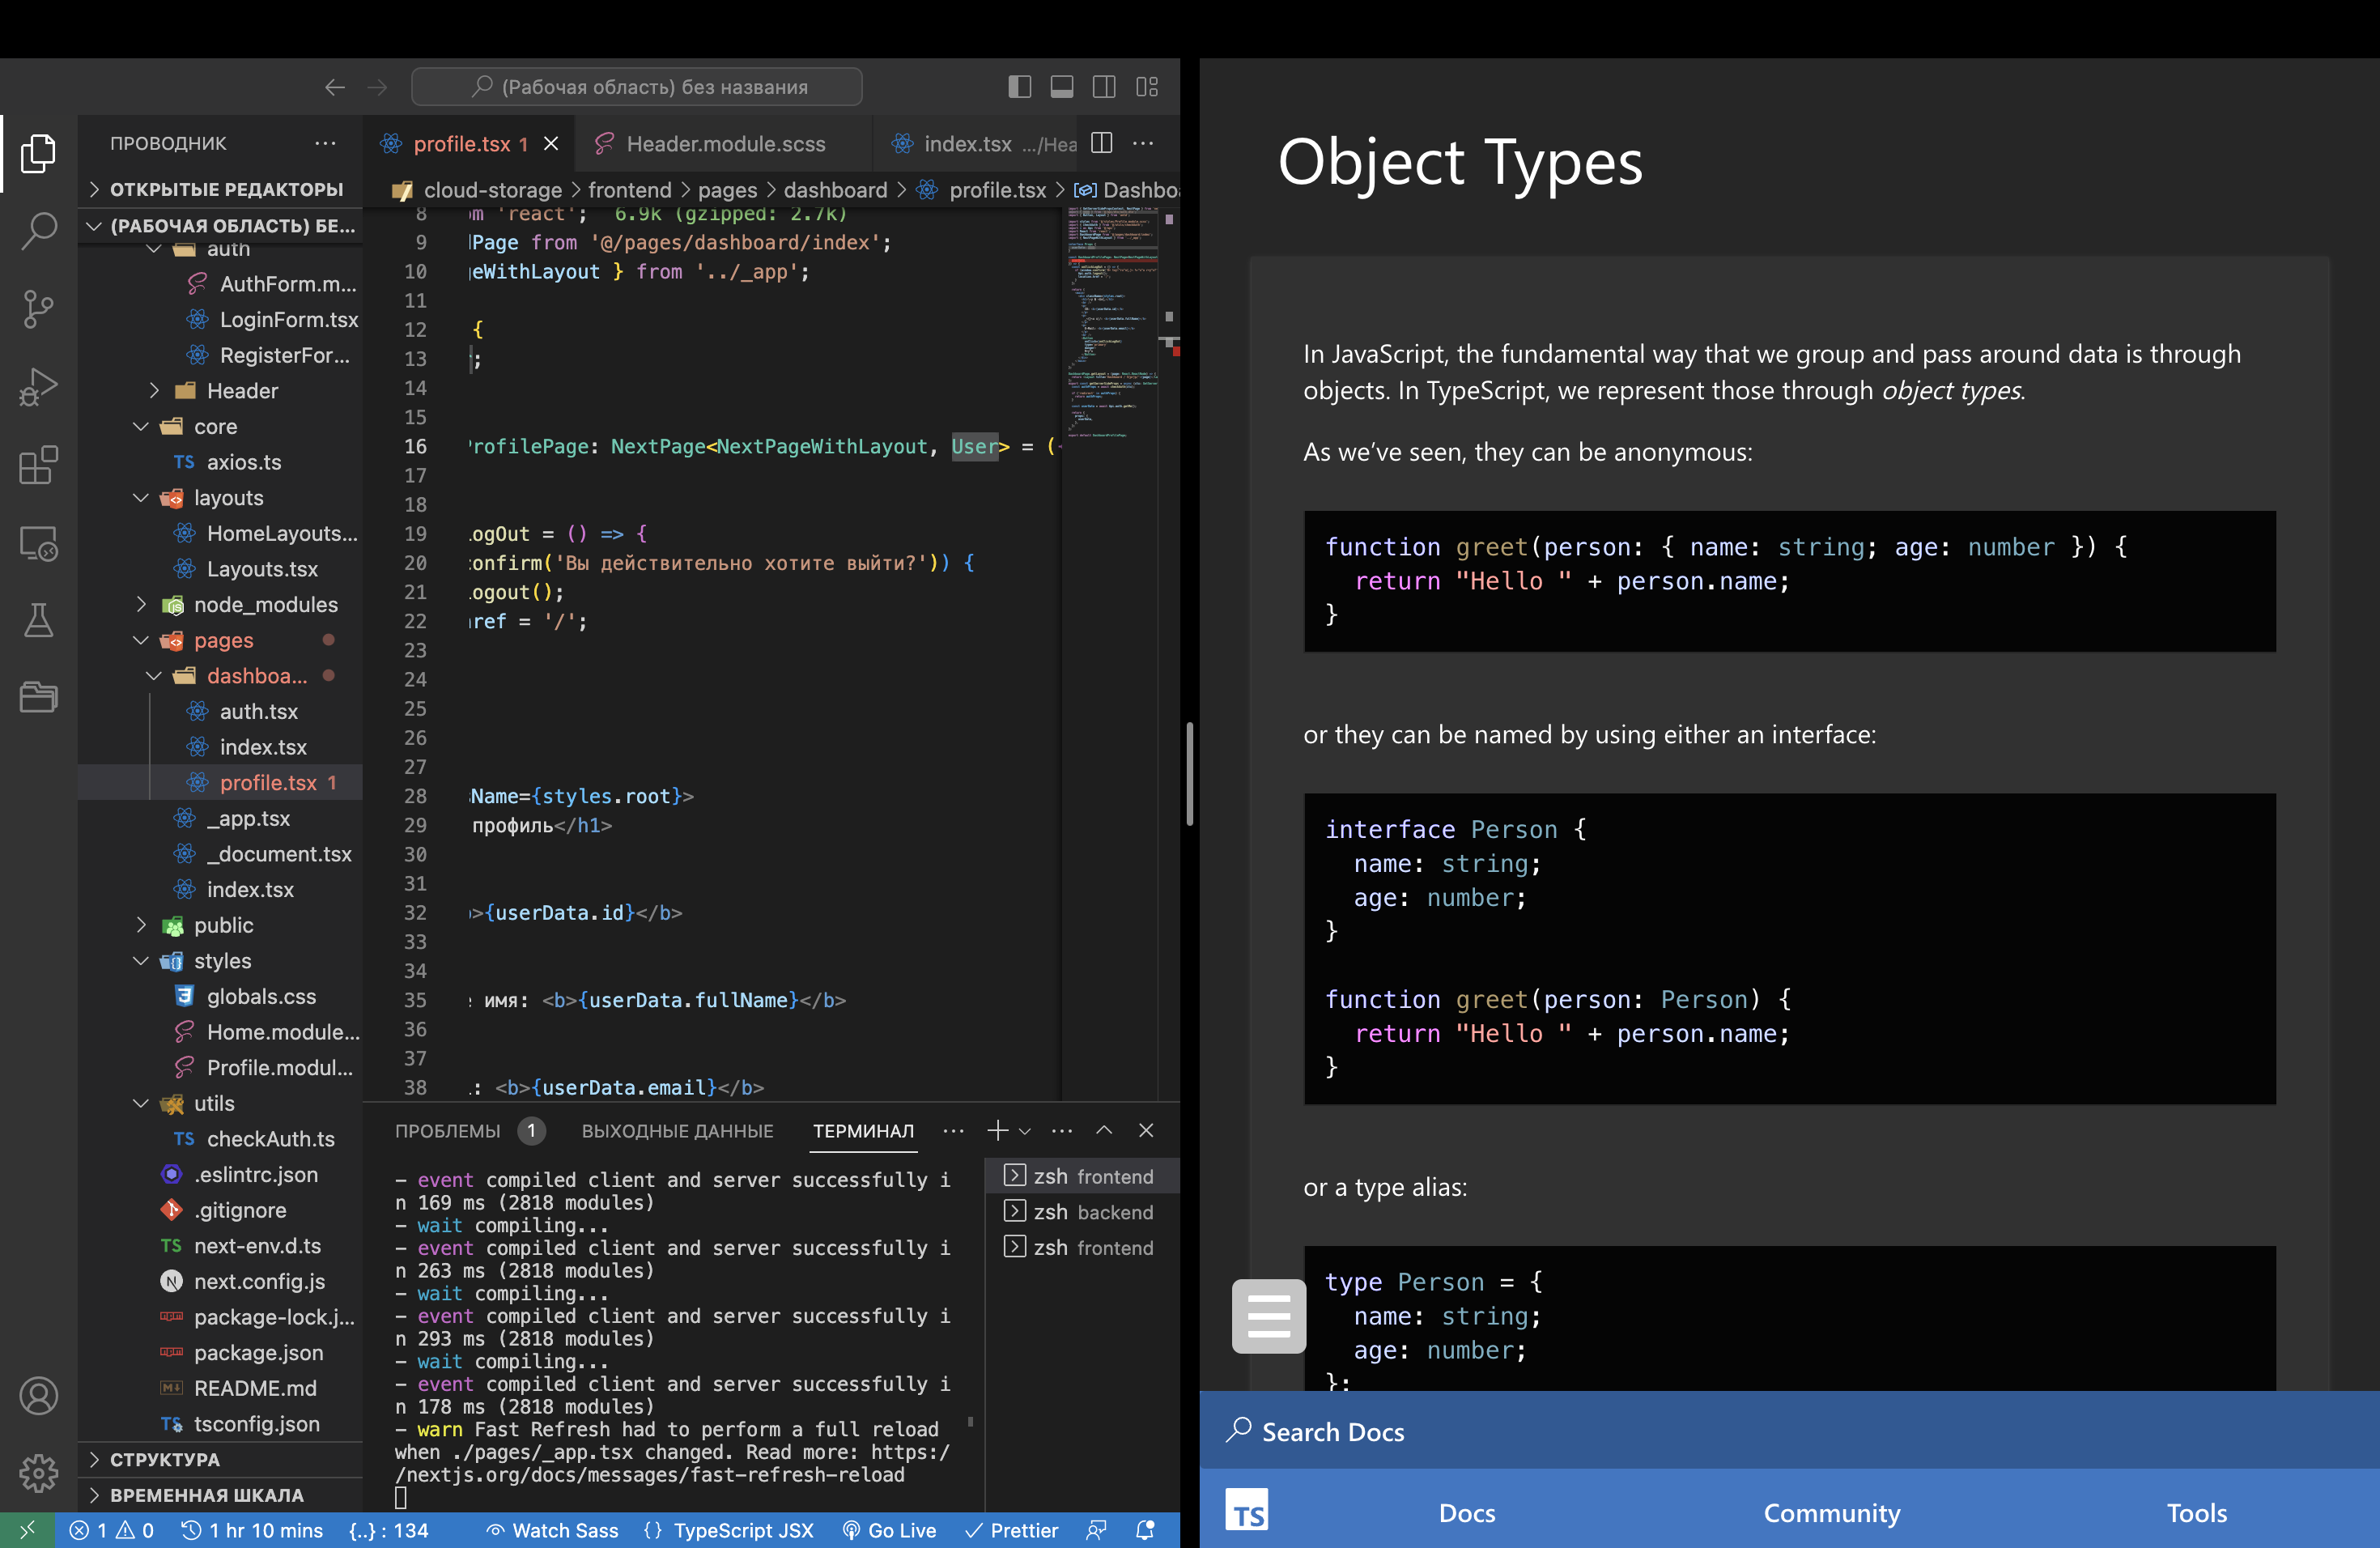 (Рабочая область) без названия
ПРОВОДНИК
ОТКРЫТЫЕ РЕДАКТОРЫ
(РАБОЧАЯ ОБЛАСТЬ) БЕ...
auth
AuthForm.m...
LoginForm.tsx
RegisterFor...
Header
core
TS axios.ts
layouts
HomeLayouts...
Layouts.tsx
node_modules
pages
dashboa...
auth.tsx
index.tsx
profile.tsx 1
_app.tsx
_document.tsx
index.tsx
public
styles
globals.css
Home.module...
Profile.modul...
utils
TS checkAuth.ts
.eslintrc.json
.gitignore
TS next-env.d.ts
next.config.js
package-lock.j...
package.json
README.md
TS tsconfig.json
СТРУКТУРА
ВРЕМЕННАЯ ШКАЛА
profile.tsx 1 Header.module.scss index.tsx .../Hea
cloud-storage > frontend > pages > dashboard > profile.tsx > Dashbo
8 m 'react'; 6.9k (gzipped: 2.7k)
9 Page from '@/pages/dashboard/index';
10 eWithLayout } from '../_app';
11
12 {
13 ;
14
15
16 rofilePage: NextPage<NextPageWithLayout, User> = (
17
18
19 ogOut = () => {
20 confirm('Вы действительно хотите выйти?')) {
21 ogout();
22 ref = '/';
23
24
25
26
27
28 Name={styles.root}>
29 профиль</h1>
30
31
32 >{userData.id}</b>
33
34
35 имя: <b>{userData.fullName}</b>
36
37
38 : <b>{userData.email}</b>
ПРОБЛЕМЫ 1 ВЫХОДНЫЕ ДАННЫЕ ТЕРМИНАЛ
- event compiled client and server successfully i
n 169 ms (2818 modules)
- wait compiling...
- event compiled client and server successfully i
n 263 ms (2818 modules)
- wait compiling...
- event compiled client and server successfully i
n 293 ms (2818 modules)
- wait compiling...
- event compiled client and server successfully i
n 178 ms (2818 modules)
- warn Fast Refresh had to perform a full reload
when ./pages/_app.tsx changed. Read more: https:/
/nextjs.org/docs/messages/fast-refresh-reload
zsh frontend
zsh backend
zsh frontend
1 0 1 hr 10 mins {..} : 134 Watch Sass {} TypeScript JSX Go Live Prettier
Object Types
In JavaScript, the fundamental way that we group and pass around data is through
objects. In TypeScript, we represent those through object types.
As we’ve seen, they can be anonymous:
function greet(person: { name: string; age: number }) {
return "Hello " + person.name;
}
or they can be named by using either an interface:
interface Person {
name: string;
age: number;
}
function greet(person: Person) {
return "Hello " + person.name;
}
or a type alias:
type Person = {
name: string;
age: number;
};
Search Docs
TS Docs Community Tools